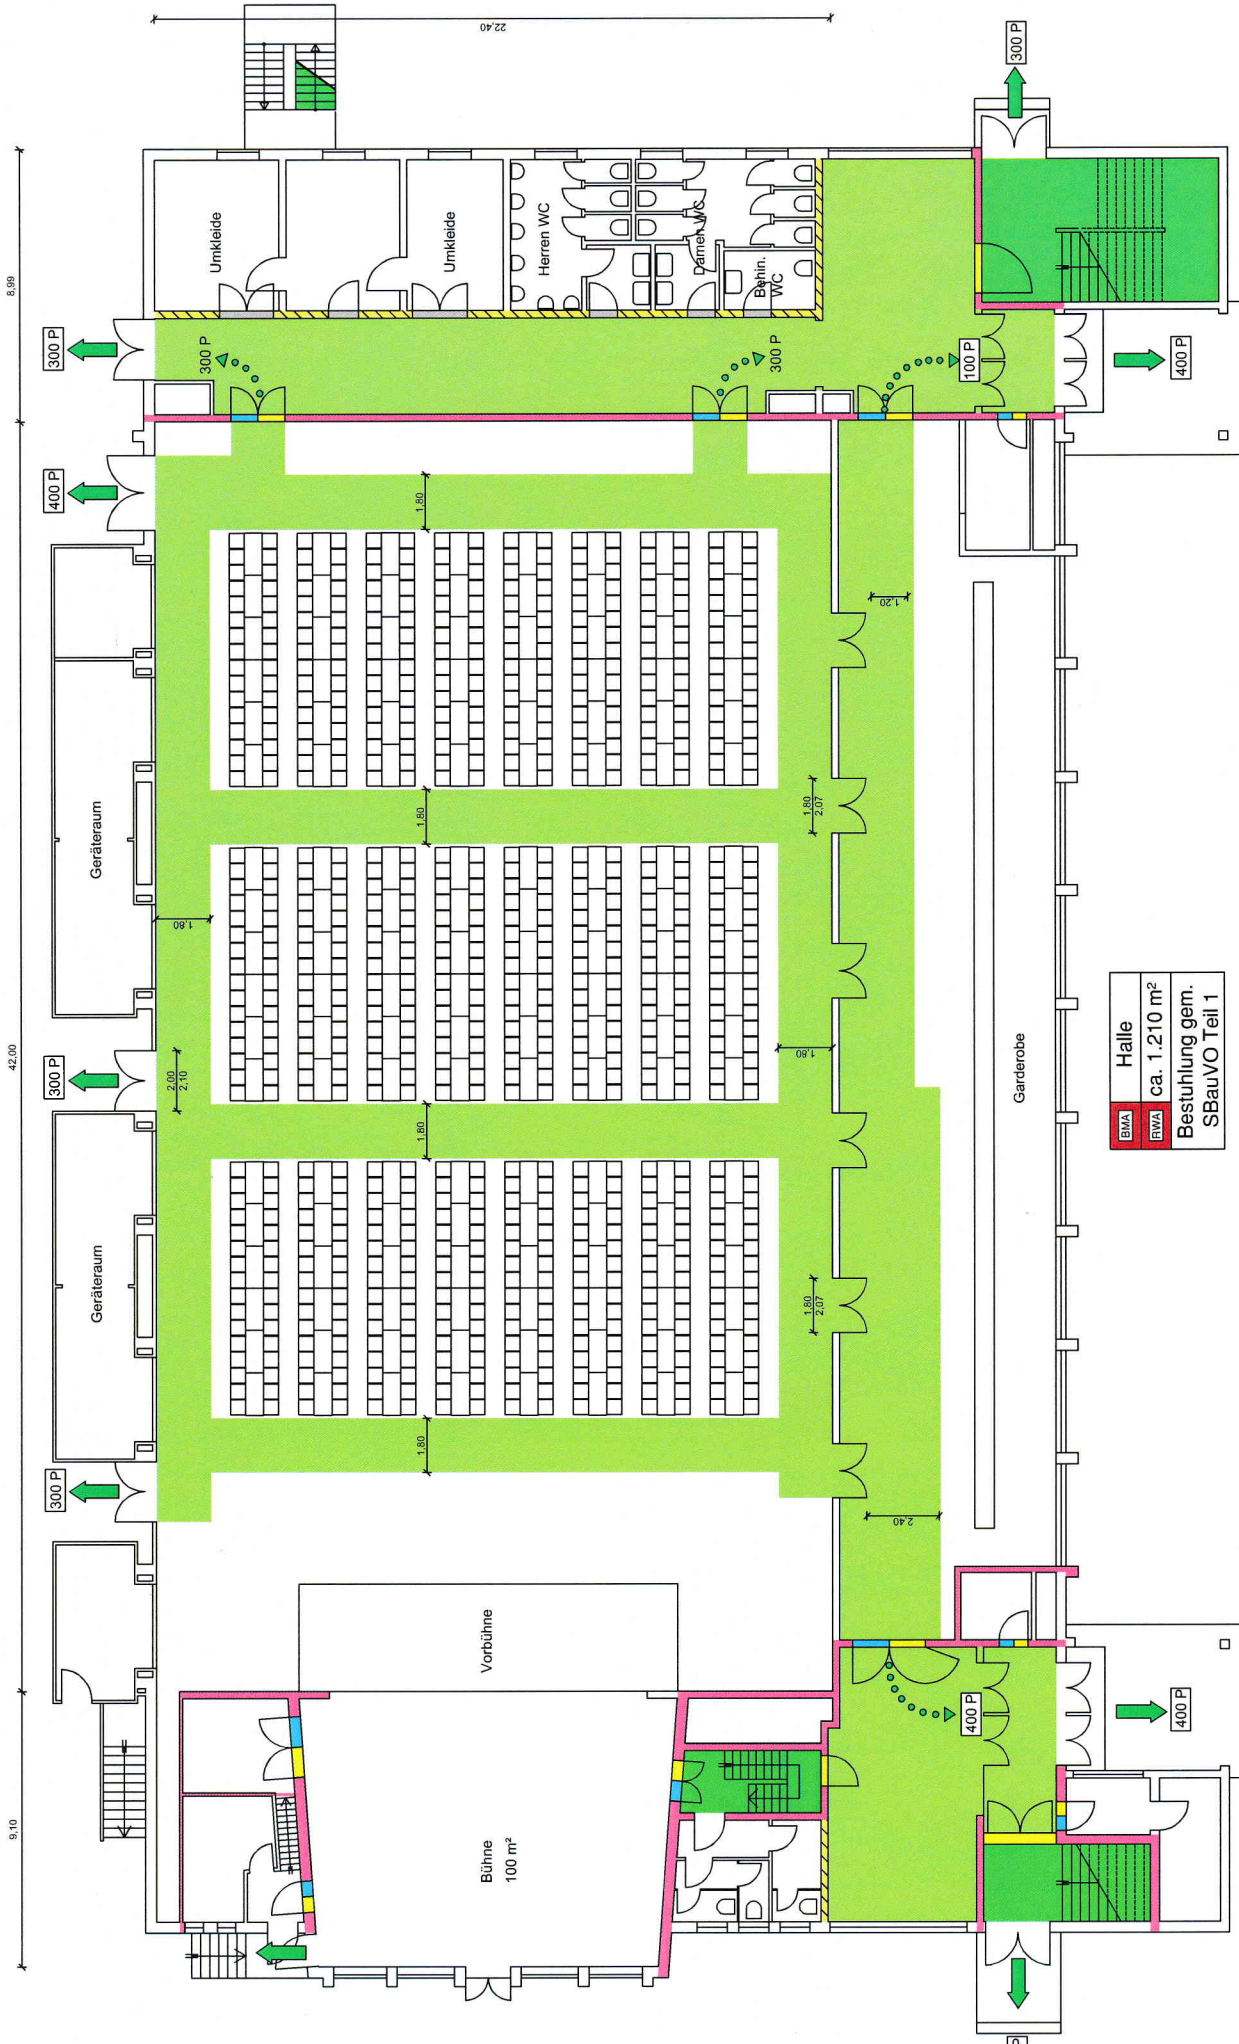 22,40
300 P
8,99
Umkleide
Umkleide
Herren WC
Damen WC
Behin.
WC
300 P
300 P
300 P
100 P
400 P
400 P
1,80
1,20
42,00
Geräteraum
1,80
1,80
2,07
1,80
300 P
2,00
2,10
1,80
1,80
Garderobe
BMA
Halle
RWA
ca. 1.210 m²
Bestuhlung gem.
SBauVO Teil 1
Geräteraum
1,80
2,07
1,80
300 P
2,40
Vorbühne
400 P
400 P
9,10
Bühne
100 m²
P